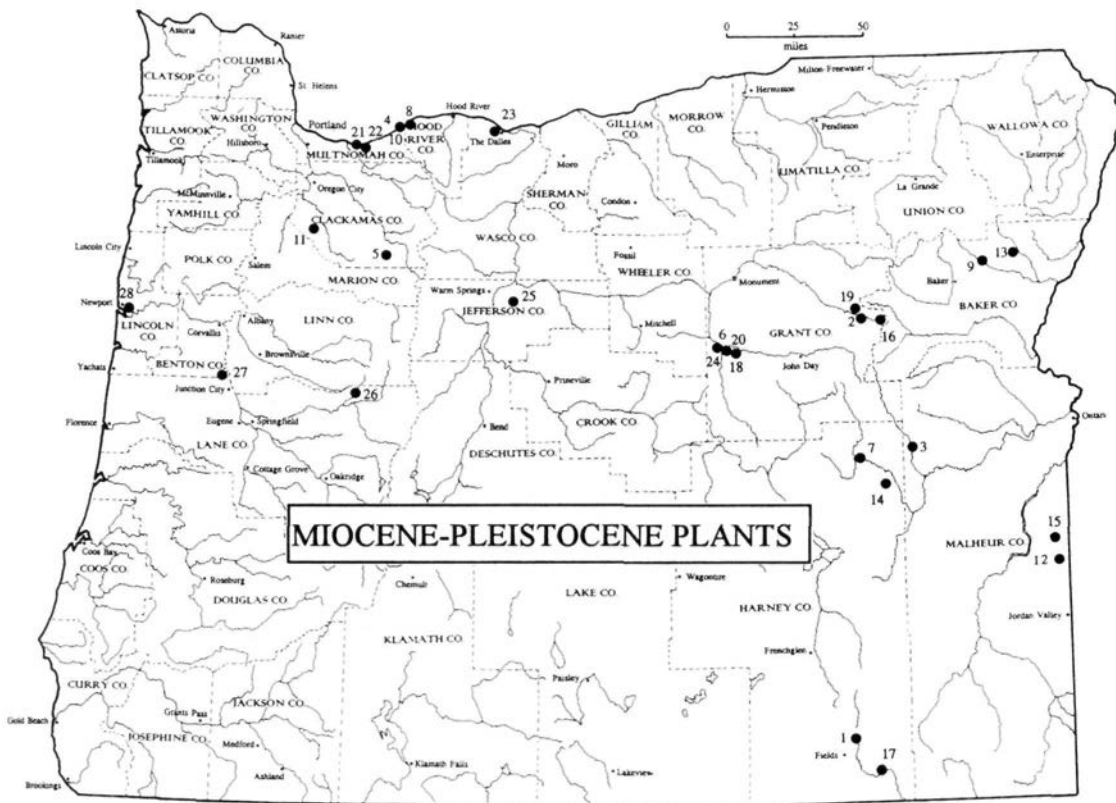 0 25 50
miles
Astoria
Ranier
CLATSOP CO.
COLUMBIA
CO.
St. Helens
Milton-Freewater
Hermiston
TILLAMOOK
CO.
WASHINGTON
CO.
Hillsboro
Portland
21 22
4 8
10
Hood River
HOOD
RIVER
CO.
23
The Dalles
GILLIAM
CO.
MORROW
CO.
Pendleton
WALLOWA CO.
Enterprise
Tillamook
MULTNOMAH CO.
Moro
SHERMAN
CO.
Condon
UMATILLA CO.
La Grande
UNION CO.
McMinnville
YAMHILL CO.
Oregon City
CLACKAMAS CO.
11
5
WASCO CO.
Lincoln City
POLK CO.
Salem
MARION CO.
Fossil
WHEELER CO.
Monument
9
13
Baker
BAKER CO.
Newport
28
LINCOLN
CO.
Corvallis
Albany
LINN CO.
Warm Springs
25
JEFFERSON CO.
Mitchell
19
2
16
GRANT CO.
6
20
24
18
John Day
Yachats
BENTON CO.
27
Brownsville
Junction City
26
Prineville
CROOK CO.
Florence
Eugene
Springfield
Bend
DESCHUTES CO.
Ontario
LANE CO.
Cottage Grove
Oakridge
7
3
14
MIOCENE-PLEISTOCENE PLANTS
15
MALHEUR CO.
12
Coos Bay
COOS CO.
Roseburg
DOUGLAS CO.
Chemult
LAKE CO.
Wagontire
HARNEY CO.
Jordan Valley
KLAMATH CO.
Frenchglen
CURRY CO.
Gold Beach
Grants Pass
JACKSON CO.
Paisley
JOSEPHINE CO.
Medford
1
Fields
17
Brookings
Ashland
Klamath Falls
Lakeview